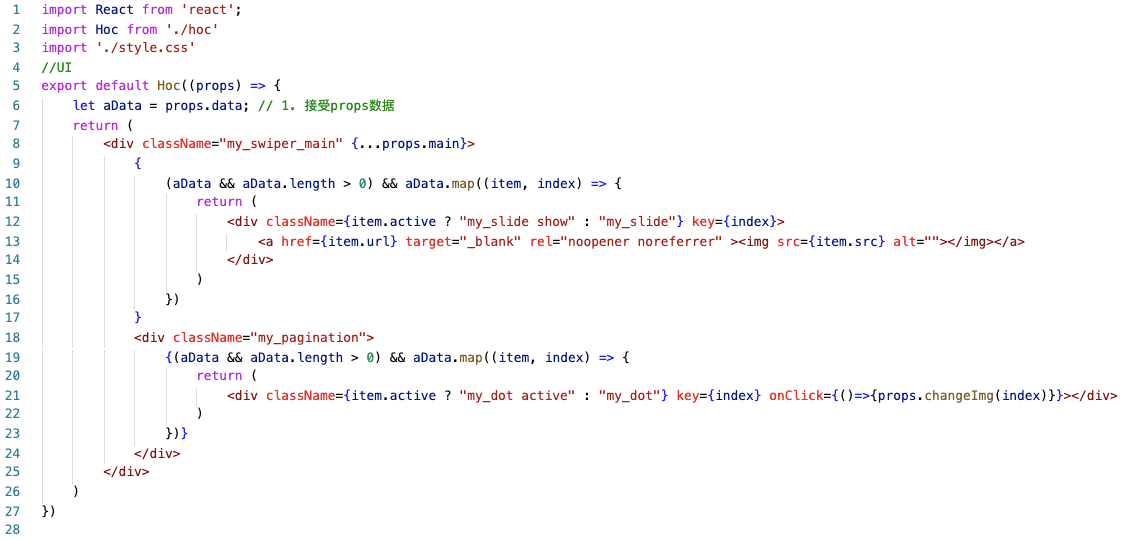 1 import React from 'react';
2 import Hoc from './hoc'
3 import './style.css'
4 //UI
5 export default Hoc((props) => {
6     let aData = props.data; // 1. 接受props数据
7     return (
8         <div className="my_swiper_main" {...props.main}>
9             {
10                 (aData && aData.length > 0) && aData.map((item, index) => {
11                     return (
12                         <div className={item.active ? "my_slide show" : "my_slide"} key={index}>
13                             <a href={item.url} target="_blank" rel="noopener noreferrer" ><img src={item.src} alt=""></img></a>
14                         </div>
15                     )
16                 })
17             }
18             <div className="my_pagination">
19                 {(aData && aData.length > 0) && aData.map((item, index) => {
20                     return (
21                         <div className={item.active ? "my_dot active" : "my_dot"} key={index} onClick={()=>{props.changeImg(index)}}></div>
22                     )
23                 })}
24             </div>
25         </div>
26     )
27 })
28